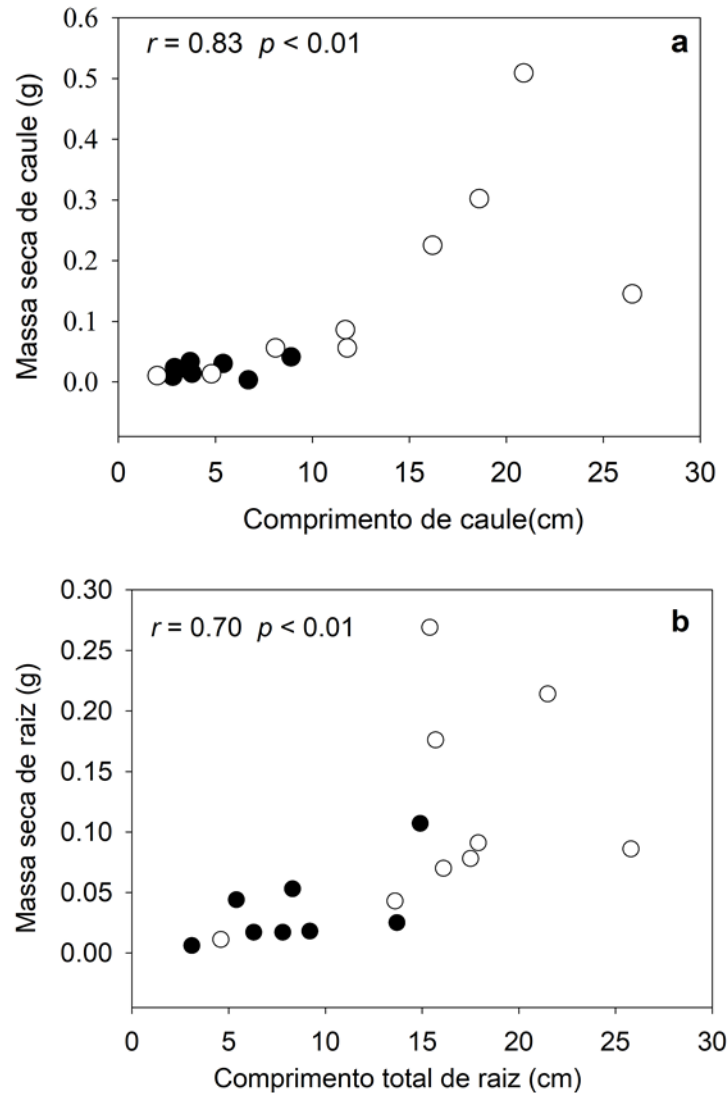 r = 0.83 p < 0.01
a
Massa seca de caule (g)
0.6
0.5
0.4
0.3
0.2
0.1
0.0
0 5 10 15 20 25 30
Comprimento de caule(cm)
r = 0.70 p < 0.01
b
Massa seca de raiz (g)
0.30
0.25
0.20
0.15
0.10
0.05
0.00
0 5 10 15 20 25 30
Comprimento total de raiz (cm)